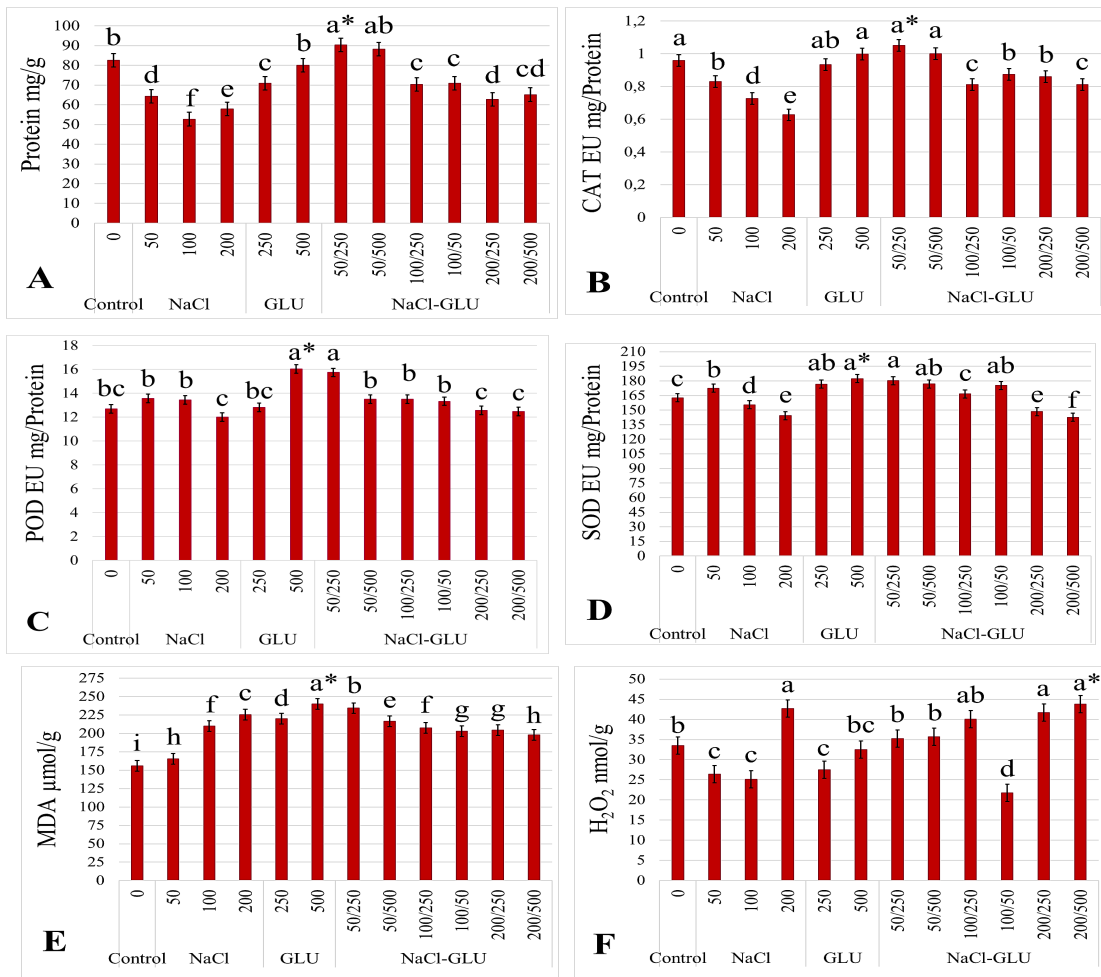 Protein mg/g
100
90
80
70
60
50
40
30
20
10
0
b
d
f
e
c
b
a*
ab
c
c
d
cd
0
50
100
200
250
500
50/250
50/500
100/250
100/50
200/250
200/500
Control
NaCl
GLU
NaCl-GLU
A
CAT EU mg/Protein
1,2
1
0,8
0,6
0,4
0,2
0
a
b
d
e
ab
a
a*
a
c
b
b
c
0
50
100
200
250
500
50/250
50/500
100/250
100/50
200/250
200/500
Control
NaCl
GLU
NaCl-GLU
B
POD EU mg/Protein
18
16
14
12
10
8
6
4
2
0
bc
b
b
c
bc
a*
a
b
b
b
c
c
0
50
100
200
250
500
50/250
50/500
100/250
100/50
200/250
200/500
Control
NaCl
GLU
NaCl-GLU
C
SOD EU mg/Protein
210
195
180
165
150
135
120
105
90
75
60
45
30
15
0
c
b
d
e
ab
a*
a
ab
c
ab
e
f
0
50
100
200
250
500
50/250
50/500
100/250
100/50
200/250
200/500
Control
NaCl
GLU
NaCl-GLU
D
MDA µmol/g
275
250
225
200
175
150
125
100
75
50
25
0
i
h
f
c
d
a*
b
e
f
g
g
h
0
50
100
200
250
500
50/250
50/500
100/250
100/50
200/250
200/500
Control
NaCl
GLU
NaCl-GLU
E
H₂O₂ nmol/g
50
45
40
35
30
25
20
15
10
5
0
b
c
c
a
c
bc
b
b
ab
d
a
a*
0
50
100
200
250
500
50/250
50/500
100/250
100/50
200/250
200/500
Control
NaCl
GLU
NaCl-GLU
F